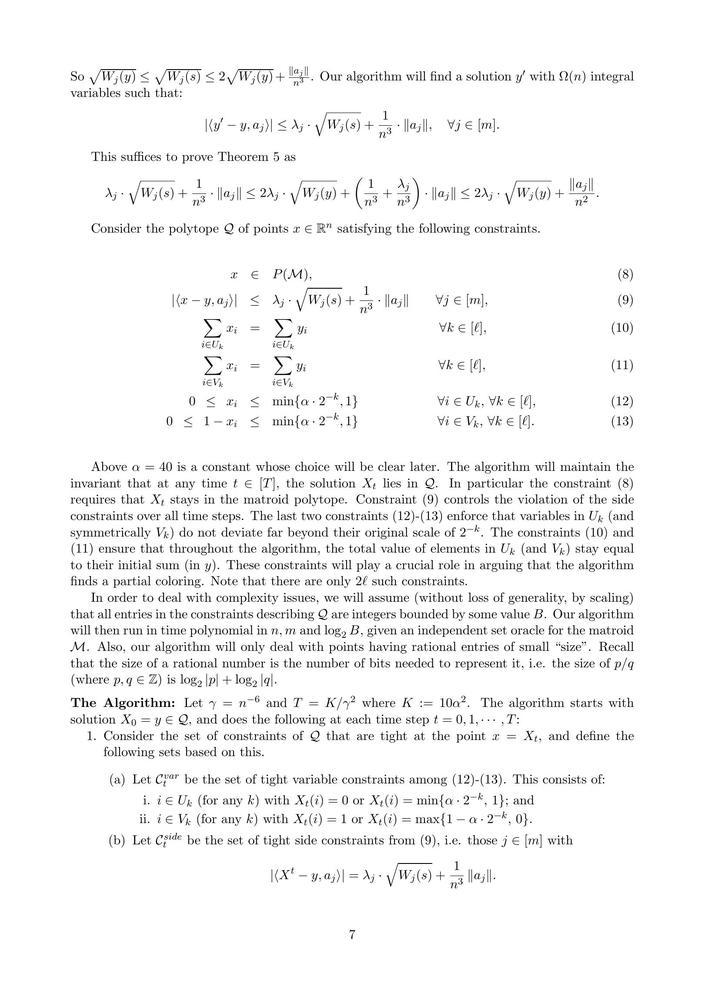 So $\sqrt{W_j(y)} \leq \sqrt{W_j(s)} \leq 2\sqrt{W_j(y)} + \frac{\|a_j\|}{n^3}$. Our algorithm will find a solution $y'$ with $\Omega(n)$ integral
variables such that:
$|\langle y' - y, a_j\rangle| \leq \lambda_j \cdot \sqrt{W_j(s)} + \frac{1}{n^3} \cdot \|a_j\|, \quad \forall j \in [m].$
This suffices to prove Theorem 5 as
$\lambda_j \cdot \sqrt{W_j(s)} + \frac{1}{n^3} \cdot \|a_j\| \leq 2\lambda_j \cdot \sqrt{W_j(y)} + \left(\frac{1}{n^3} + \frac{\lambda_j}{n^3}\right) \cdot \|a_j\| \leq 2\lambda_j \cdot \sqrt{W_j(y)} + \frac{\|a_j\|}{n^2}.$
Consider the polytope $\mathcal{Q}$ of points $x \in \mathbb{R}^n$ satisfying the following constraints.
$x \in P(\mathcal{M}),$ (8)
$|\langle x - y, a_j\rangle| \leq \lambda_j \cdot \sqrt{W_j(s)} + \frac{1}{n^3} \cdot \|a_j\| \quad \forall j \in [m],$ (9)
$\sum_{i \in U_k} x_i = \sum_{i \in U_k} y_i \quad \forall k \in [\ell],$ (10)
$\sum_{i \in V_k} x_i = \sum_{i \in V_k} y_i \quad \forall k \in [\ell],$ (11)
$0 \leq x_i \leq \min\{\alpha \cdot 2^{-k}, 1\} \quad \forall i \in U_k, \forall k \in [\ell],$ (12)
$0 \leq 1 - x_i \leq \min\{\alpha \cdot 2^{-k}, 1\} \quad \forall i \in V_k, \forall k \in [\ell].$ (13)
Above $\alpha = 40$ is a constant whose choice will be clear later. The algorithm will maintain the
invariant that at any time $t \in [T]$, the solution $X_t$ lies in $\mathcal{Q}$. In particular the constraint (8)
requires that $X_t$ stays in the matroid polytope. Constraint (9) controls the violation of the side
constraints over all time steps. The last two constraints (12)-(13) enforce that variables in $U_k$ (and
symmetrically $V_k$) do not deviate far beyond their original scale of $2^{-k}$. The constraints (10) and
(11) ensure that throughout the algorithm, the total value of elements in $U_k$ (and $V_k$) stay equal
to their initial sum (in $y$). These constraints will play a crucial role in arguing that the algorithm
finds a partial coloring. Note that there are only $2\ell$ such constraints.
In order to deal with complexity issues, we will assume (without loss of generality, by scaling)
that all entries in the constraints describing $\mathcal{Q}$ are integers bounded by some value $B$. Our algorithm
will then run in time polynomial in $n, m$ and $\log_2 B$, given an independent set oracle for the matroid
$\mathcal{M}$. Also, our algorithm will only deal with points having rational entries of small “size”. Recall
that the size of a rational number is the number of bits needed to represent it, i.e. the size of $p/q$
(where $p, q \in \mathbb{Z}$) is $\log_2 |p| + \log_2 |q|$.
The Algorithm: Let $\gamma = n^{-6}$ and $T = K/\gamma^2$ where $K := 10\alpha^2$. The algorithm starts with
solution $X_0 = y \in \mathcal{Q}$, and does the following at each time step $t = 0, 1, \cdots, T$:
1. Consider the set of constraints of $\mathcal{Q}$ that are tight at the point $x = X_t$, and define the
following sets based on this.
(a) Let $\mathcal{C}_t^{var}$ be the set of tight variable constraints among (12)-(13). This consists of:
i. $i \in U_k$ (for any $k$) with $X_t(i) = 0$ or $X_t(i) = \min\{\alpha \cdot 2^{-k}, 1\}$; and
ii. $i \in V_k$ (for any $k$) with $X_t(i) = 1$ or $X_t(i) = \max\{1 - \alpha \cdot 2^{-k}, 0\}$.
(b) Let $\mathcal{C}_t^{side}$ be the set of tight side constraints from (9), i.e. those $j \in [m]$ with
$|\langle X^t - y, a_j\rangle| = \lambda_j \cdot \sqrt{W_j(s)} + \frac{1}{n^3} \|a_j\|.$
7